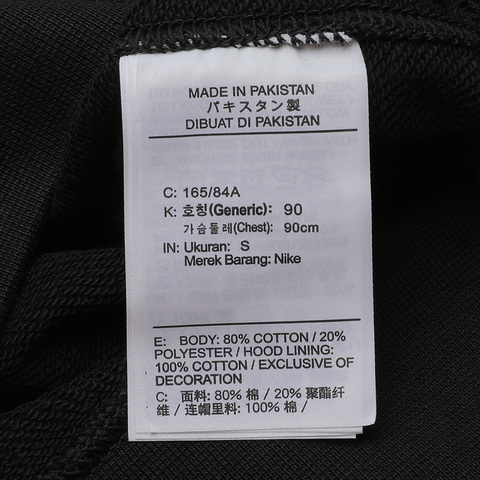 MADE IN PAKISTAN
パキスタン製
DIBUAT DI PAKISTAN
C: 165/84A
K: 호칭(Generic): 90
가슴둘레(Chest): 90cm
IN: Ukuran: S
Merek Barang: Nike
E: BODY: 80% COTTON / 20%
POLYESTER / HOOD LINING:
100% COTTON / EXCLUSIVE OF
DECORATION
C: 面料: 80% 棉 / 20% 聚酯纤
维 / 连帽里料: 100% 棉 /